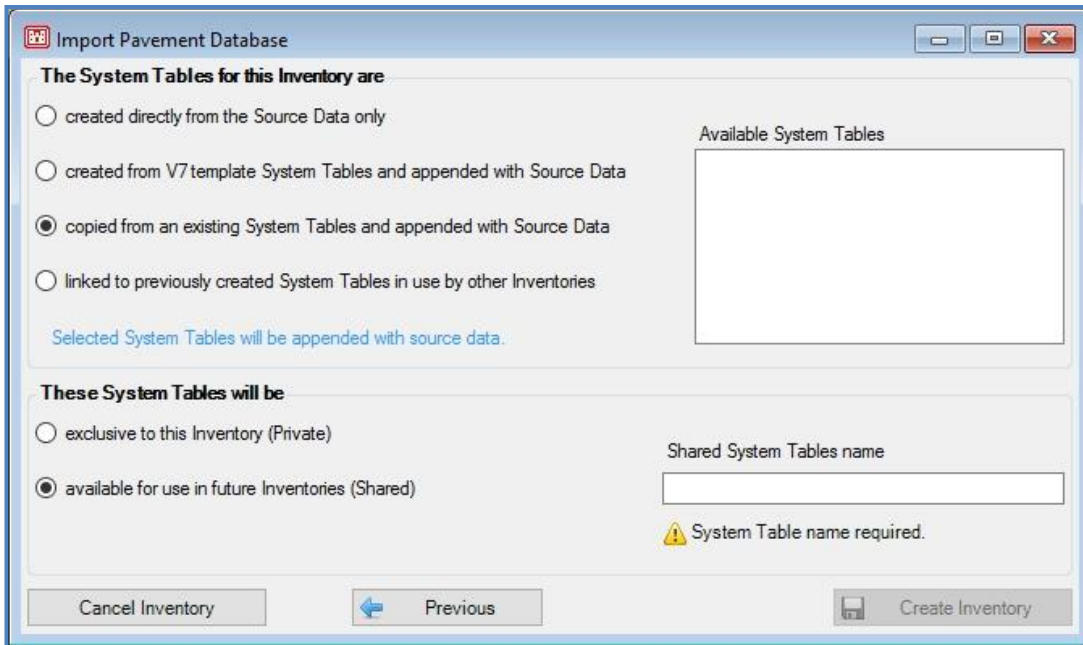 Import Pavement Database
The System Tables for this Inventory are
created directly from the Source Data only
Available System Tables
created from V7 template System Tables and appended with Source Data
copied from an existing System Tables and appended with Source Data
linked to previously created System Tables in use by other Inventories
Selected System Tables will be appended with source data.
These System Tables will be
exclusive to this Inventory (Private)
Shared System Tables name
available for use in future Inventories (Shared)
System Table name required.
Cancel Inventory
Previous
Create Inventory